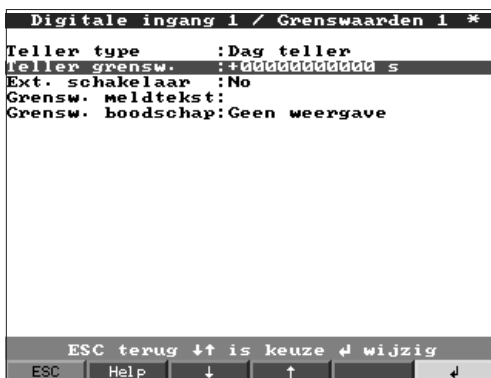 Digitale ingang 1 / Grenswaarden 1 *
Teller type :Dag teller
Teller grensw. :+00000000000 s
Ext. schakelaar :No
Grensw. meldtekst:
Grensw. boodschap:Geen weergave
ESC terug ↓↑ is keuze ↲ wijzig
ESC Help ↓ ↑ ↲